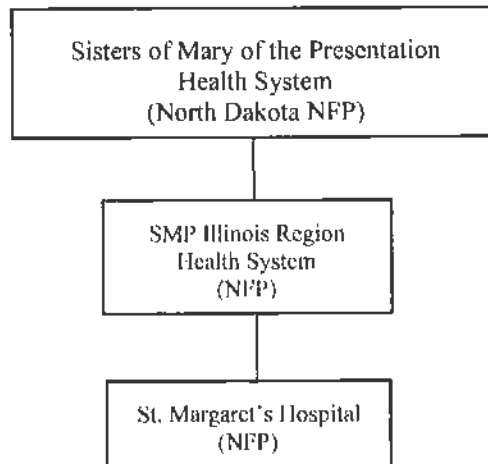 Sisters of Mary of the Presentation
Health System
(North Dakota NFP)
SMP Illinois Region
Health System
(NFP)
St. Margaret's Hospital
(NFP)